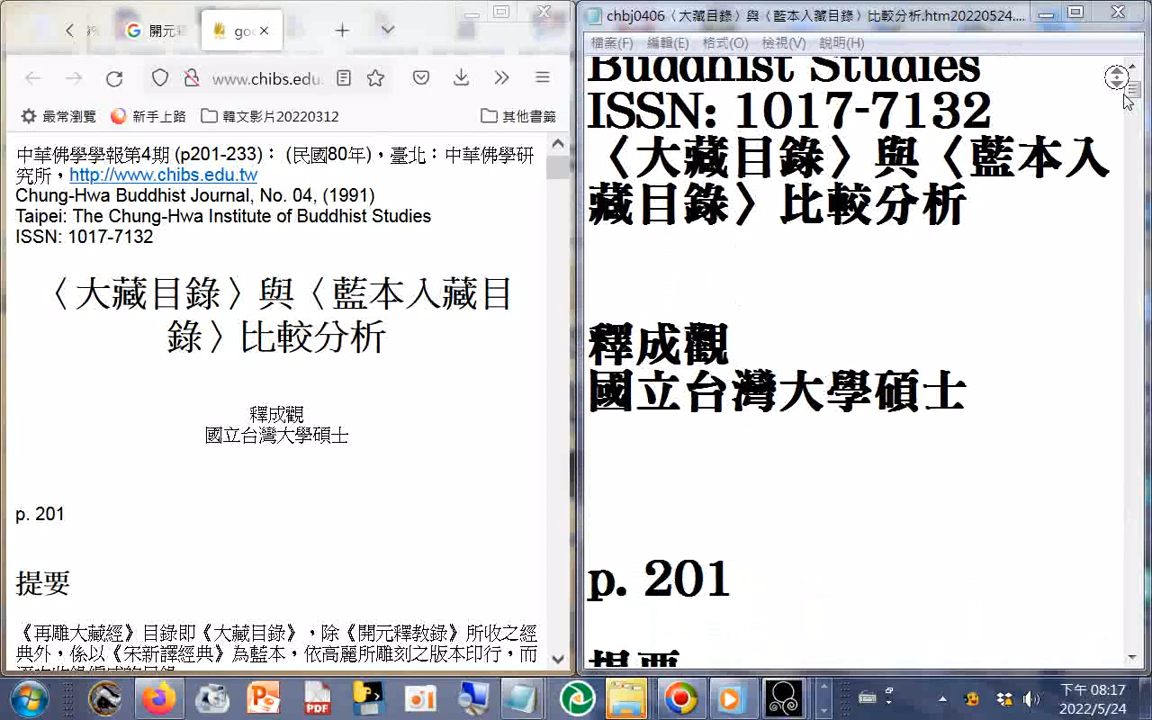 開元
goo
www.chibs.edu.
最常瀏覽
新手上路
韓文影片20220312
其他書籤
中華佛學學報第4期 (p201-233)： (民國80年)，臺北：中華佛學研
究所，http://www.chibs.edu.tw
Chung-Hwa Buddhist Journal, No. 04, (1991)
Taipei: The Chung-Hwa Institute of Buddhist Studies
ISSN: 1017-7132
〈大藏目錄〉與〈藍本入藏目
錄〉比較分析
釋成觀
國立台灣大學碩士
p. 201
提要
《再雕大藏經》目錄即《大藏目錄》，除《開元釋教錄》所收之經
典外，係以《宋新譯經典》為藍本，依高麗所雕刻之版本印行，而
chbj0406〈大藏目錄〉與〈藍本入藏目錄〉比較分析.htm20220524....
檔案(F) 編輯(E) 格式(O) 檢視(V) 說明(H)
Buddhist Studies
ISSN: 1017-7132
〈大藏目錄〉與〈藍本入
藏目錄〉比較分析
釋成觀
國立台灣大學碩士
p. 201
提要
PDF
下午 08:17
2022/5/24